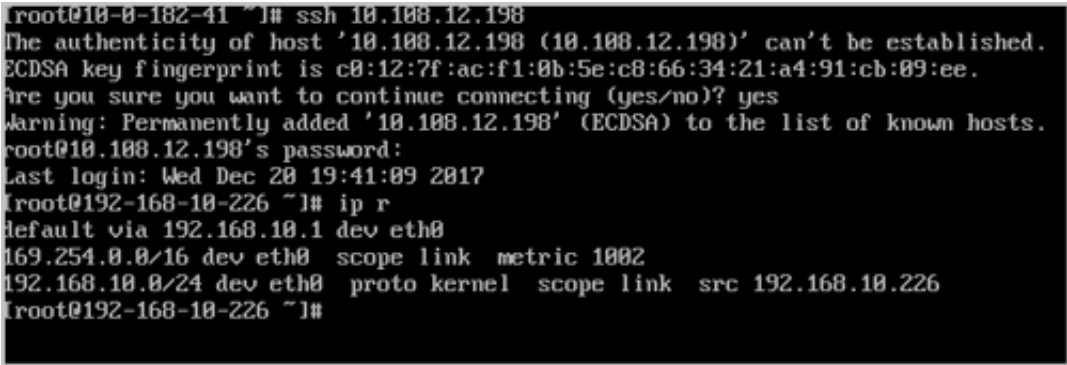 [root@10-0-182-41 ~]# ssh 10.108.12.198
The authenticity of host '10.108.12.198 (10.108.12.198)' can't be established.
ECDSA key fingerprint is c0:12:7f:ac:f1:0b:5e:c8:66:34:21:a4:91:cb:09:ee.
Are you sure you want to continue connecting (yes/no)? yes
Warning: Permanently added '10.108.12.198' (ECDSA) to the list of known hosts.
root@10.108.12.198's password:
Last login: Wed Dec 20 19:41:09 2017
[root@192-168-10-226 ~]# ip r
default via 192.168.10.1 dev eth0
169.254.0.0/16 dev eth0  scope link  metric 1002
192.168.10.0/24 dev eth0  proto kernel  scope link  src 192.168.10.226
[root@192-168-10-226 ~]#